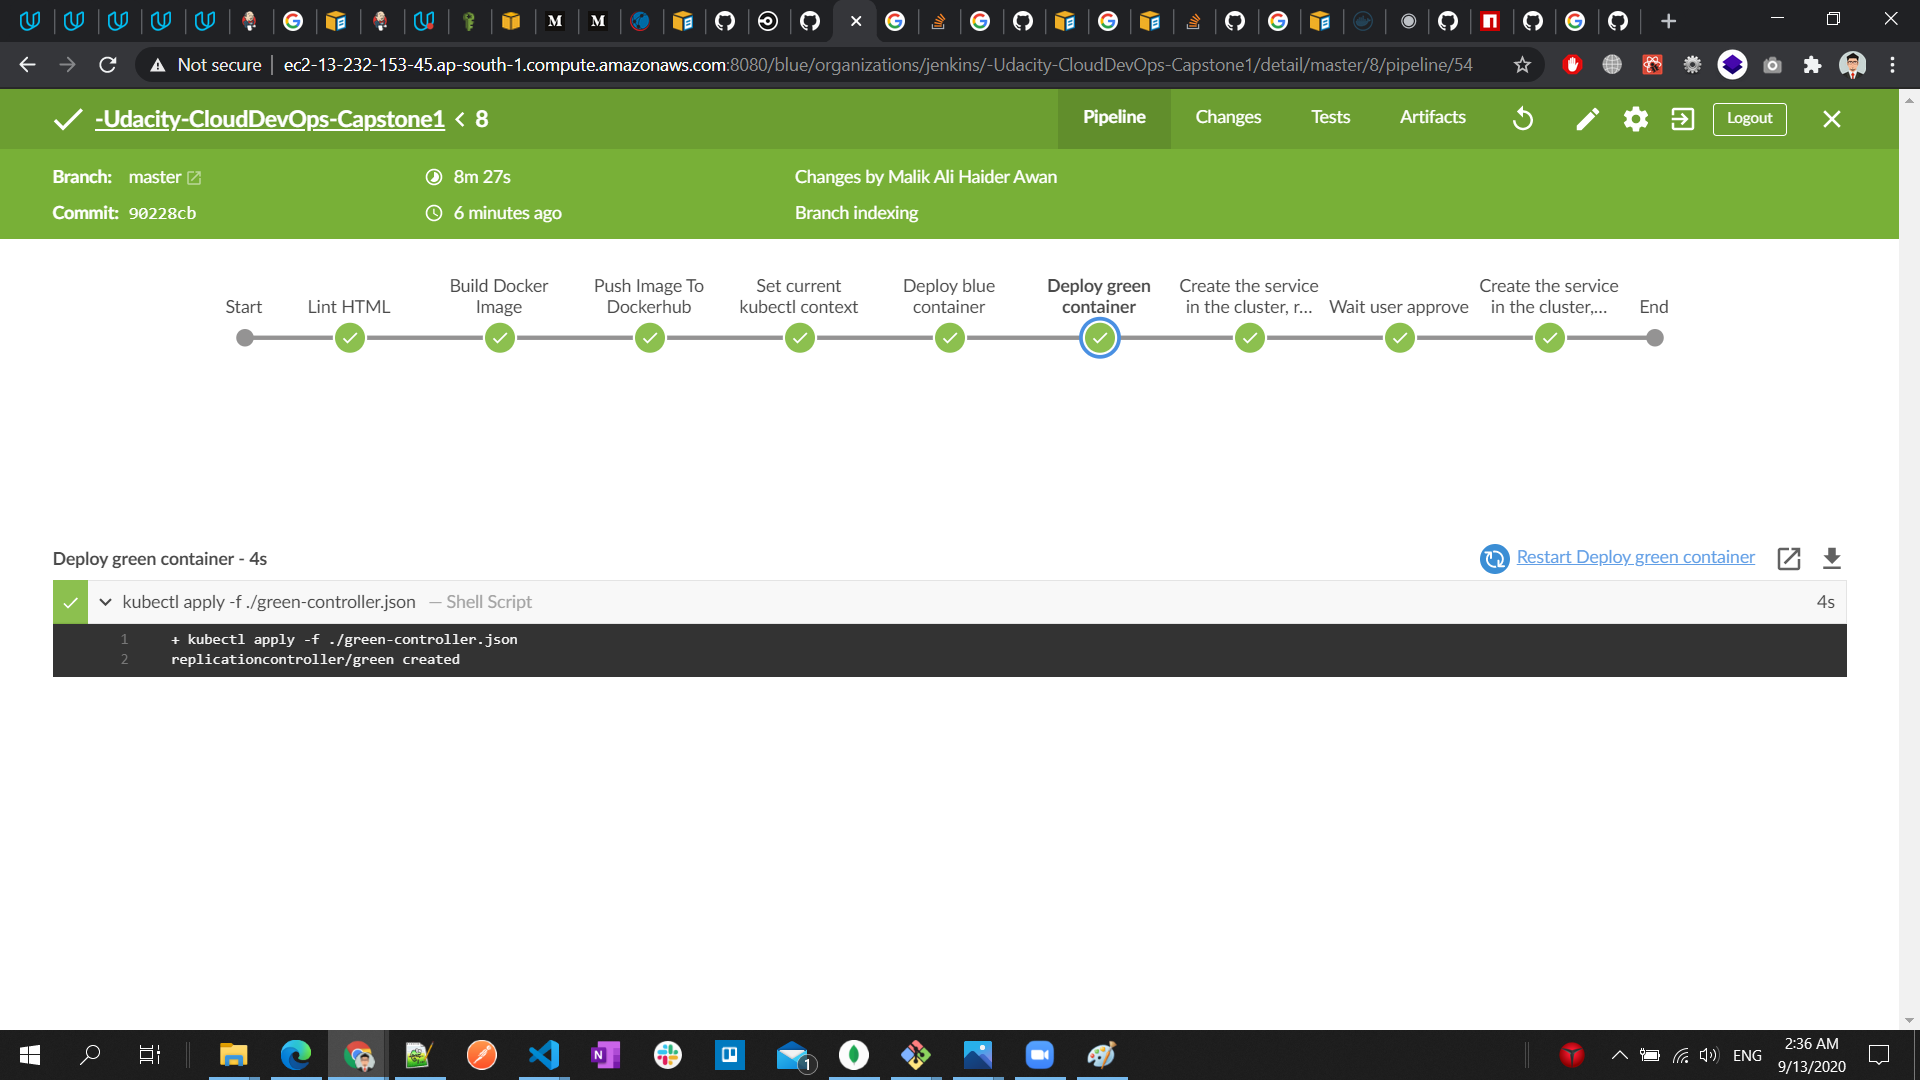 Not secure
ec2-13-232-153-45.ap-south-1.compute.amazonaws.com:8080/blue/organizations/jenkins/-Udacity-CloudDevOps-Capstone1/detail/master/8/pipeline/54
-Udacity-CloudDevOps-Capstone1 < 8
Pipeline Changes Tests Artifacts Logout
Branch: master 8m 27s Changes by Malik Ali Haider Awan
Commit: 90228cb 6 minutes ago Branch indexing
Start
Lint HTML
Build Docker
Image
Push Image To
Dockerhub
Set current
kubectl context
Deploy blue
container
Deploy green
container
Create the service
in the cluster, r...
Wait user approve
Create the service
in the cluster,...
End
Deploy green container - 4s
Restart Deploy green container
kubectl apply -f ./green-controller.json — Shell Script 4s
1 + kubectl apply -f ./green-controller.json
2 replicationcontroller/green created
1
ENG
2:36 AM
9/13/2020